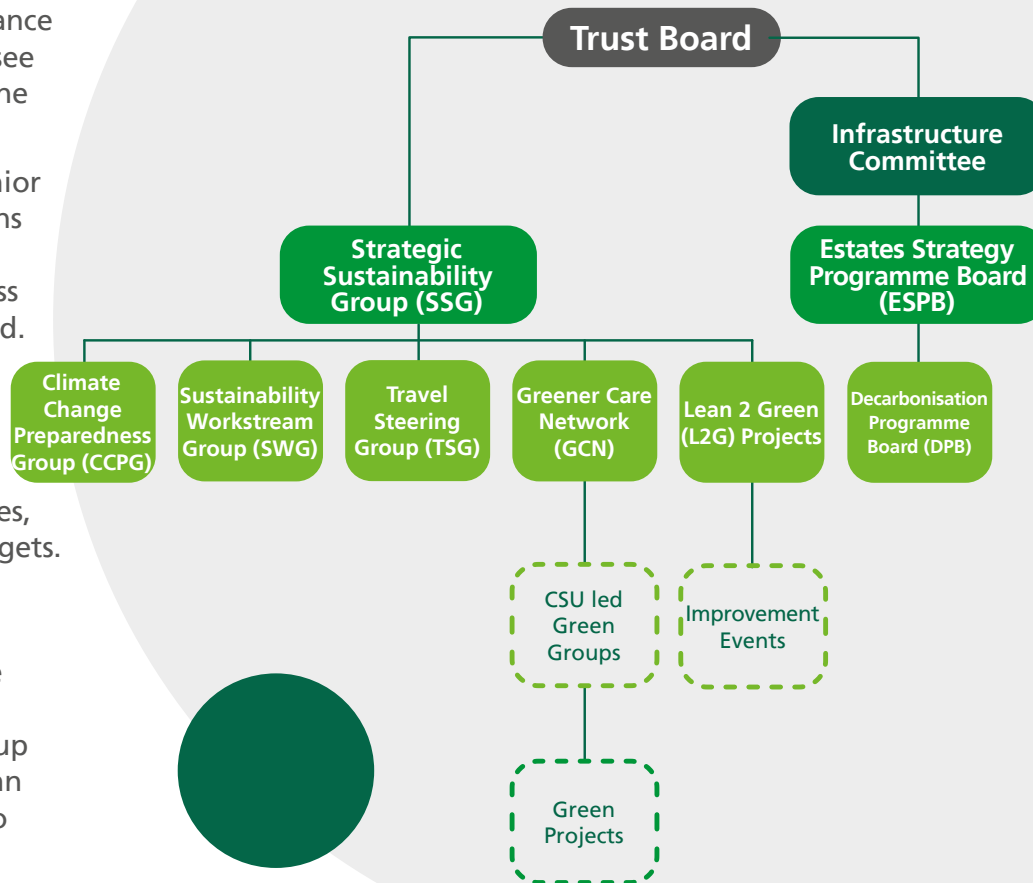 ance
see
ne
nior
ns
ss
d.
es,
gets.
e
up
an
o
Trust Board
Infrastructure
Committee
Strategic
Sustainability
Group (SSG)
Estates Strategy
Programme Board
(ESPB)
Climate
Change
Preparedness
Group (CCPG)
Sustainability
Workstream
Group (SWG)
Travel
Steering
Group (TSG)
Greener Care
Network
(GCN)
Lean 2 Green
(L2G) Projects
Decarbonisation
Programme
Board (DPB)
CSU led
Green
Groups
Improvement
Events
Green
Projects